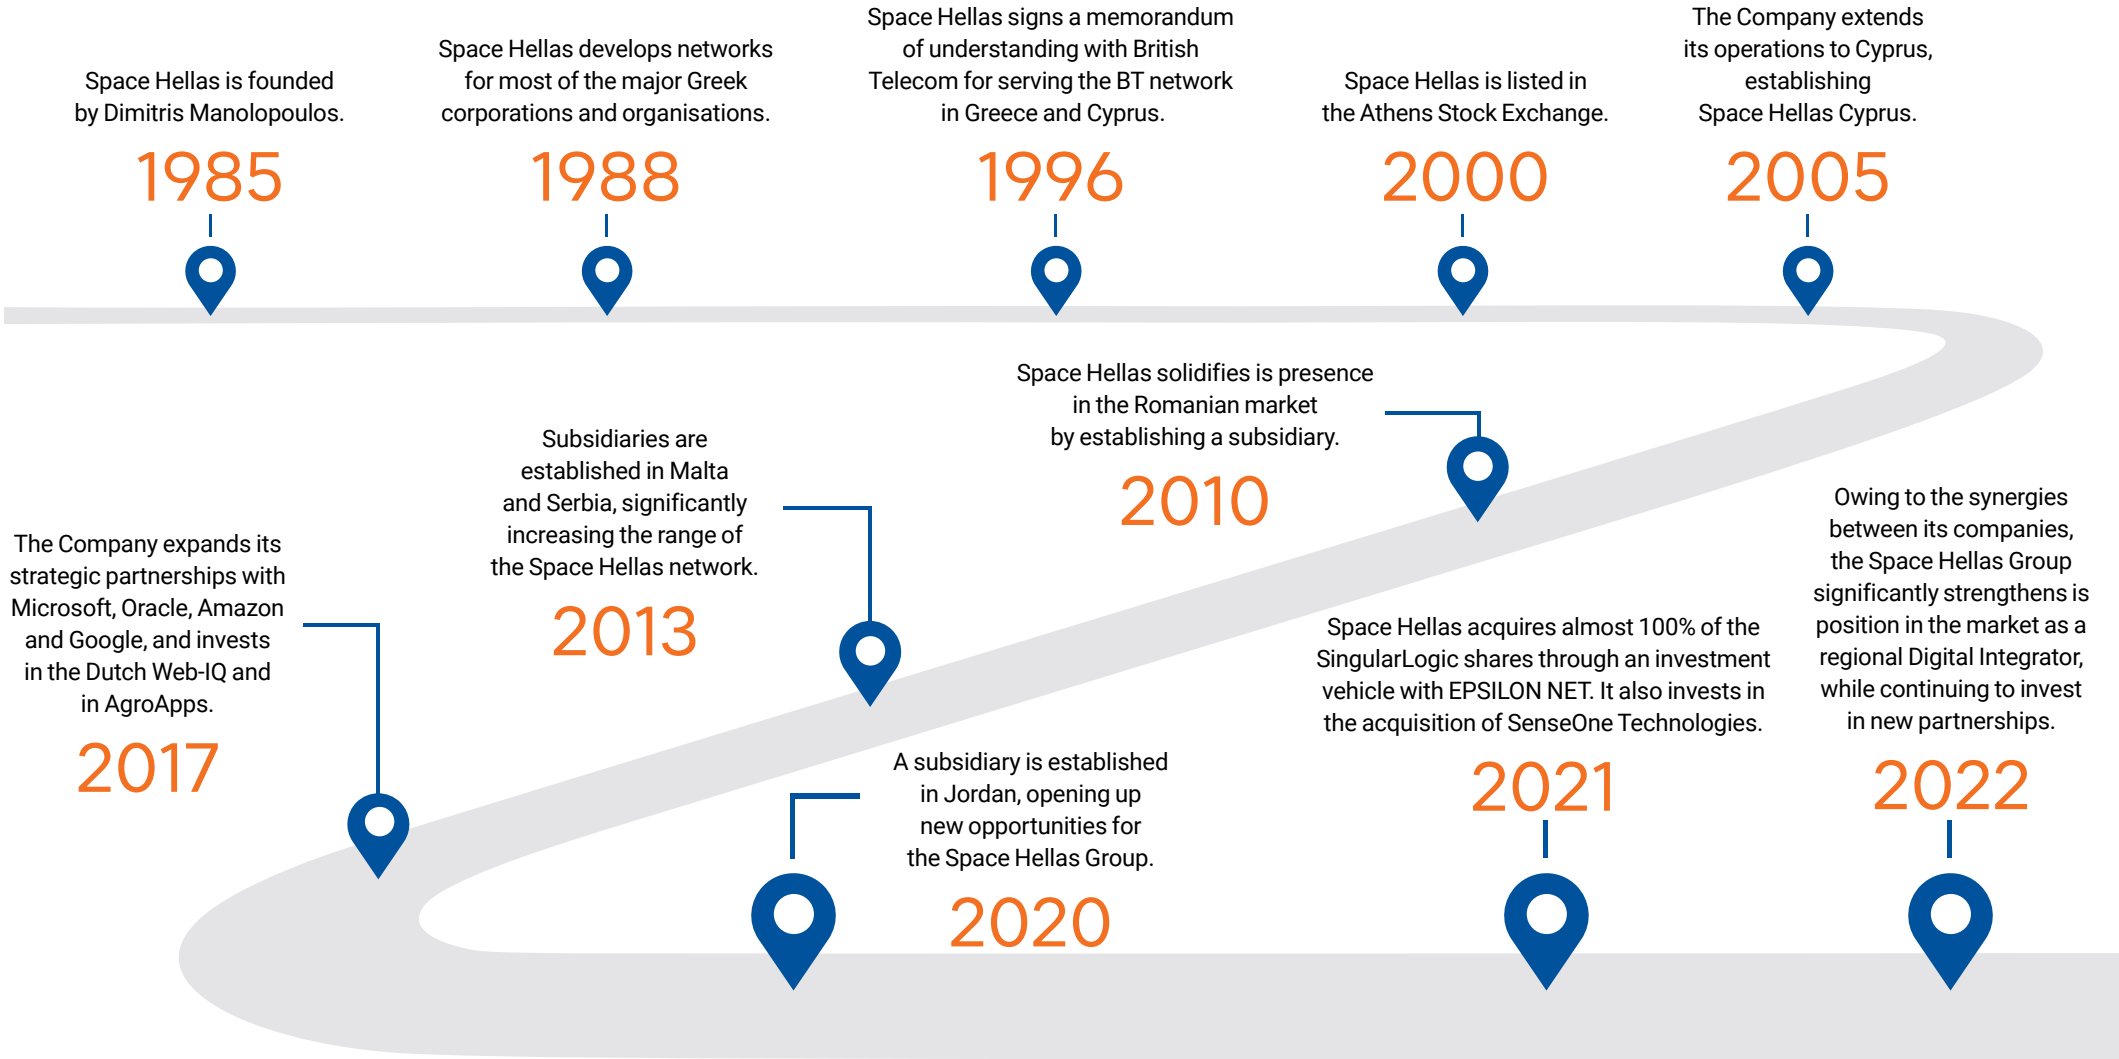 Space Hellas is founded
by Dimitris Manolopoulos.
1985
Space Hellas develops networks
for most of the major Greek
corporations and organisations.
1988
Space Hellas signs a memorandum
of understanding with British
Telecom for serving the BT network
in Greece and Cyprus.
1996
Space Hellas is listed in
the Athens Stock Exchange.
2000
The Company extends
its operations to Cyprus,
establishing
Space Hellas Cyprus.
2005
Space Hellas solidifies is presence
in the Romanian market
by establishing a subsidiary.
2010
Subsidiaries are
established in Malta
and Serbia, significantly
increasing the range of
the Space Hellas network.
2013
The Company expands its
strategic partnerships with
Microsoft, Oracle, Amazon
and Google, and invests
in the Dutch Web-IQ and
in AgroApps.
2017
A subsidiary is established
in Jordan, opening up
new opportunities for
the Space Hellas Group.
2020
Space Hellas acquires almost 100% of the
SingularLogic shares through an investment
vehicle with EPSILON NET. It also invests in
the acquisition of SenseOne Technologies.
2021
Owing to the synergies
between its companies,
the Space Hellas Group
significantly strengthens is
position in the market as a
regional Digital Integrator,
while continuing to invest
in new partnerships.
2022